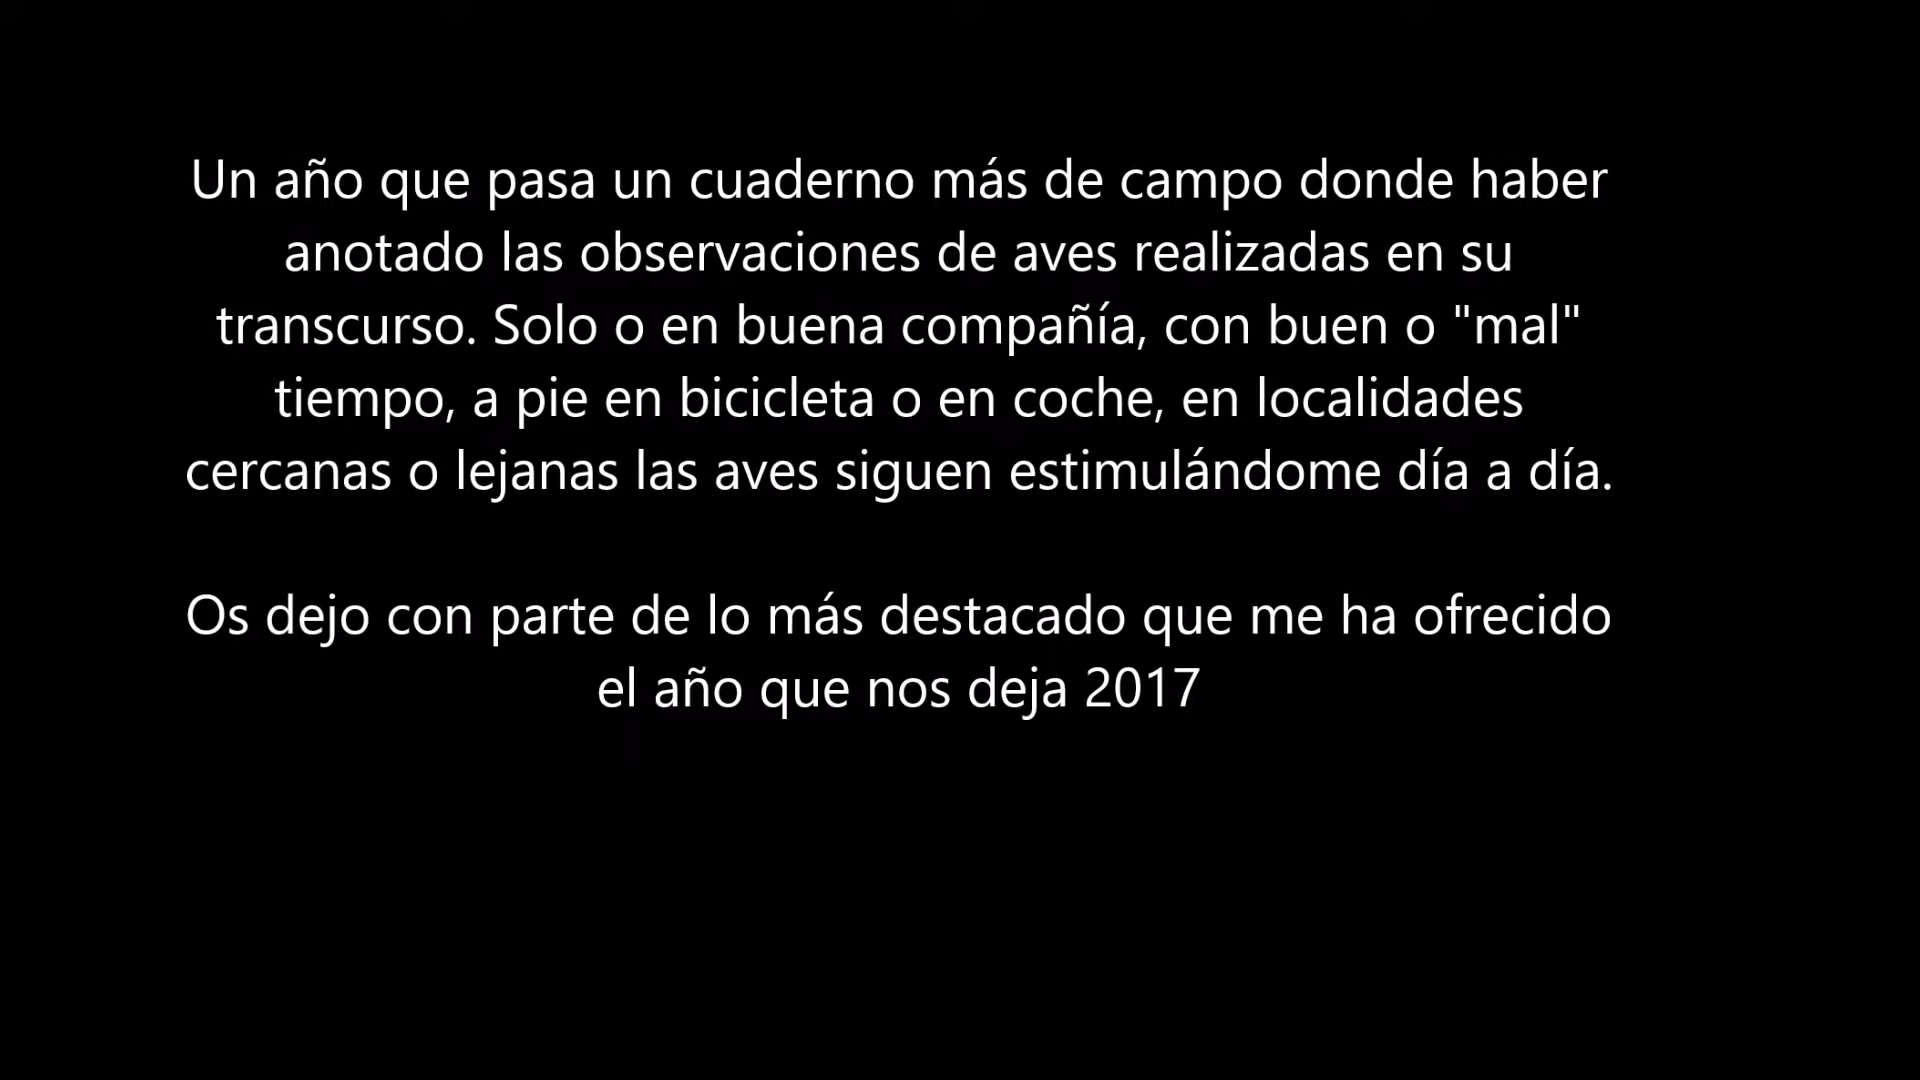 Un año que pasa un cuaderno más de campo donde haber
anotado las observaciones de aves realizadas en su
transcurso. Solo o en buena compañía, con buen o "mal"
tiempo, a pie en bicicleta o en coche, en localidades
cercanas o lejanas las aves siguen estimulándome día a día.
Os dejo con parte de lo más destacado que me ha ofrecido
el año que nos deja 2017